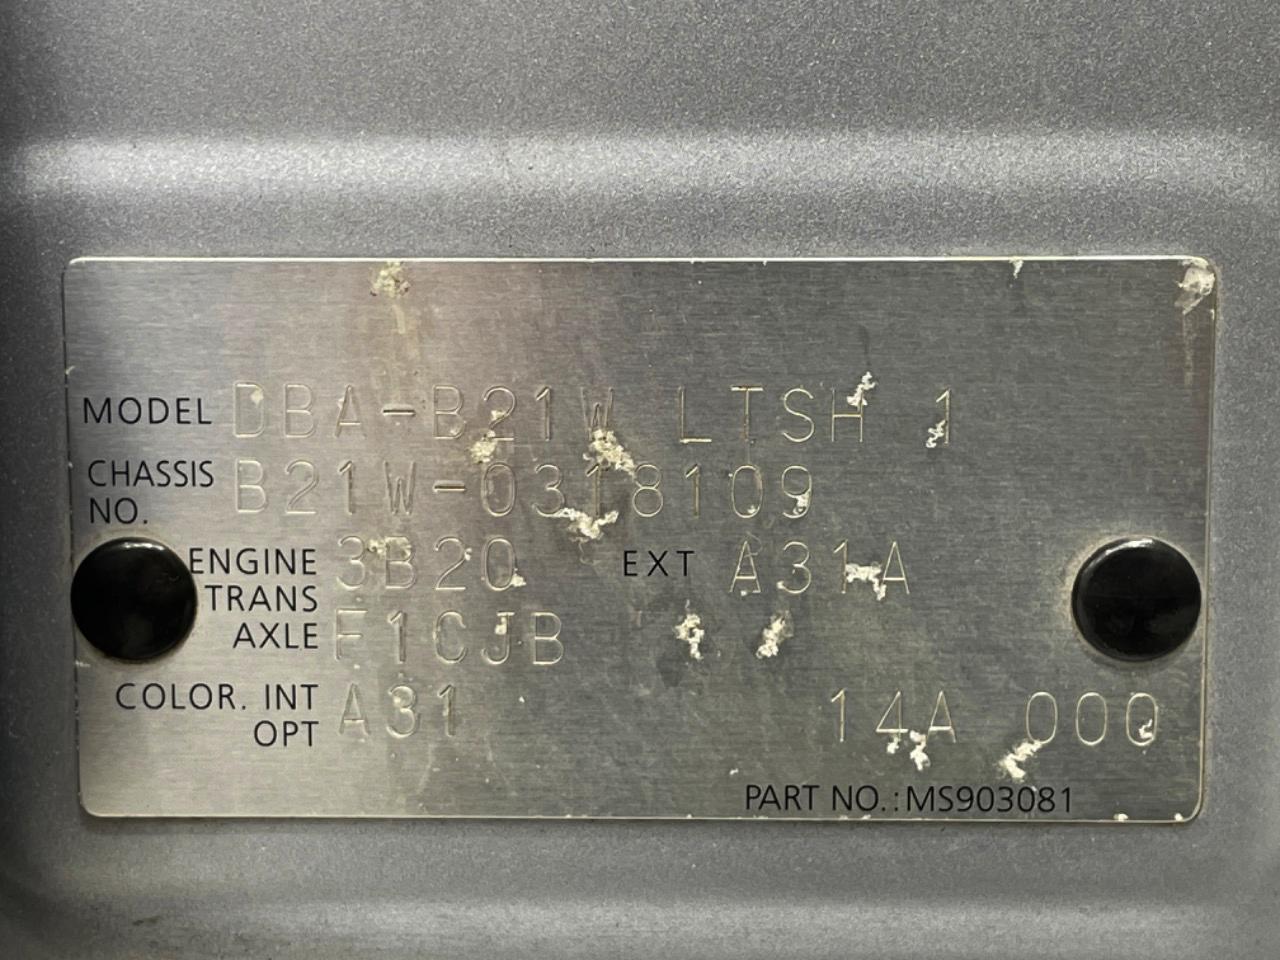 MODEL DBA-B21W LTSH 1
CHASSIS NO. B21W-0318109
ENGINE 3B20 EXT A31A
TRANS AXLE F1CJB
COLOR. INT OPT A31 14A 000
PART NO.: MS903081